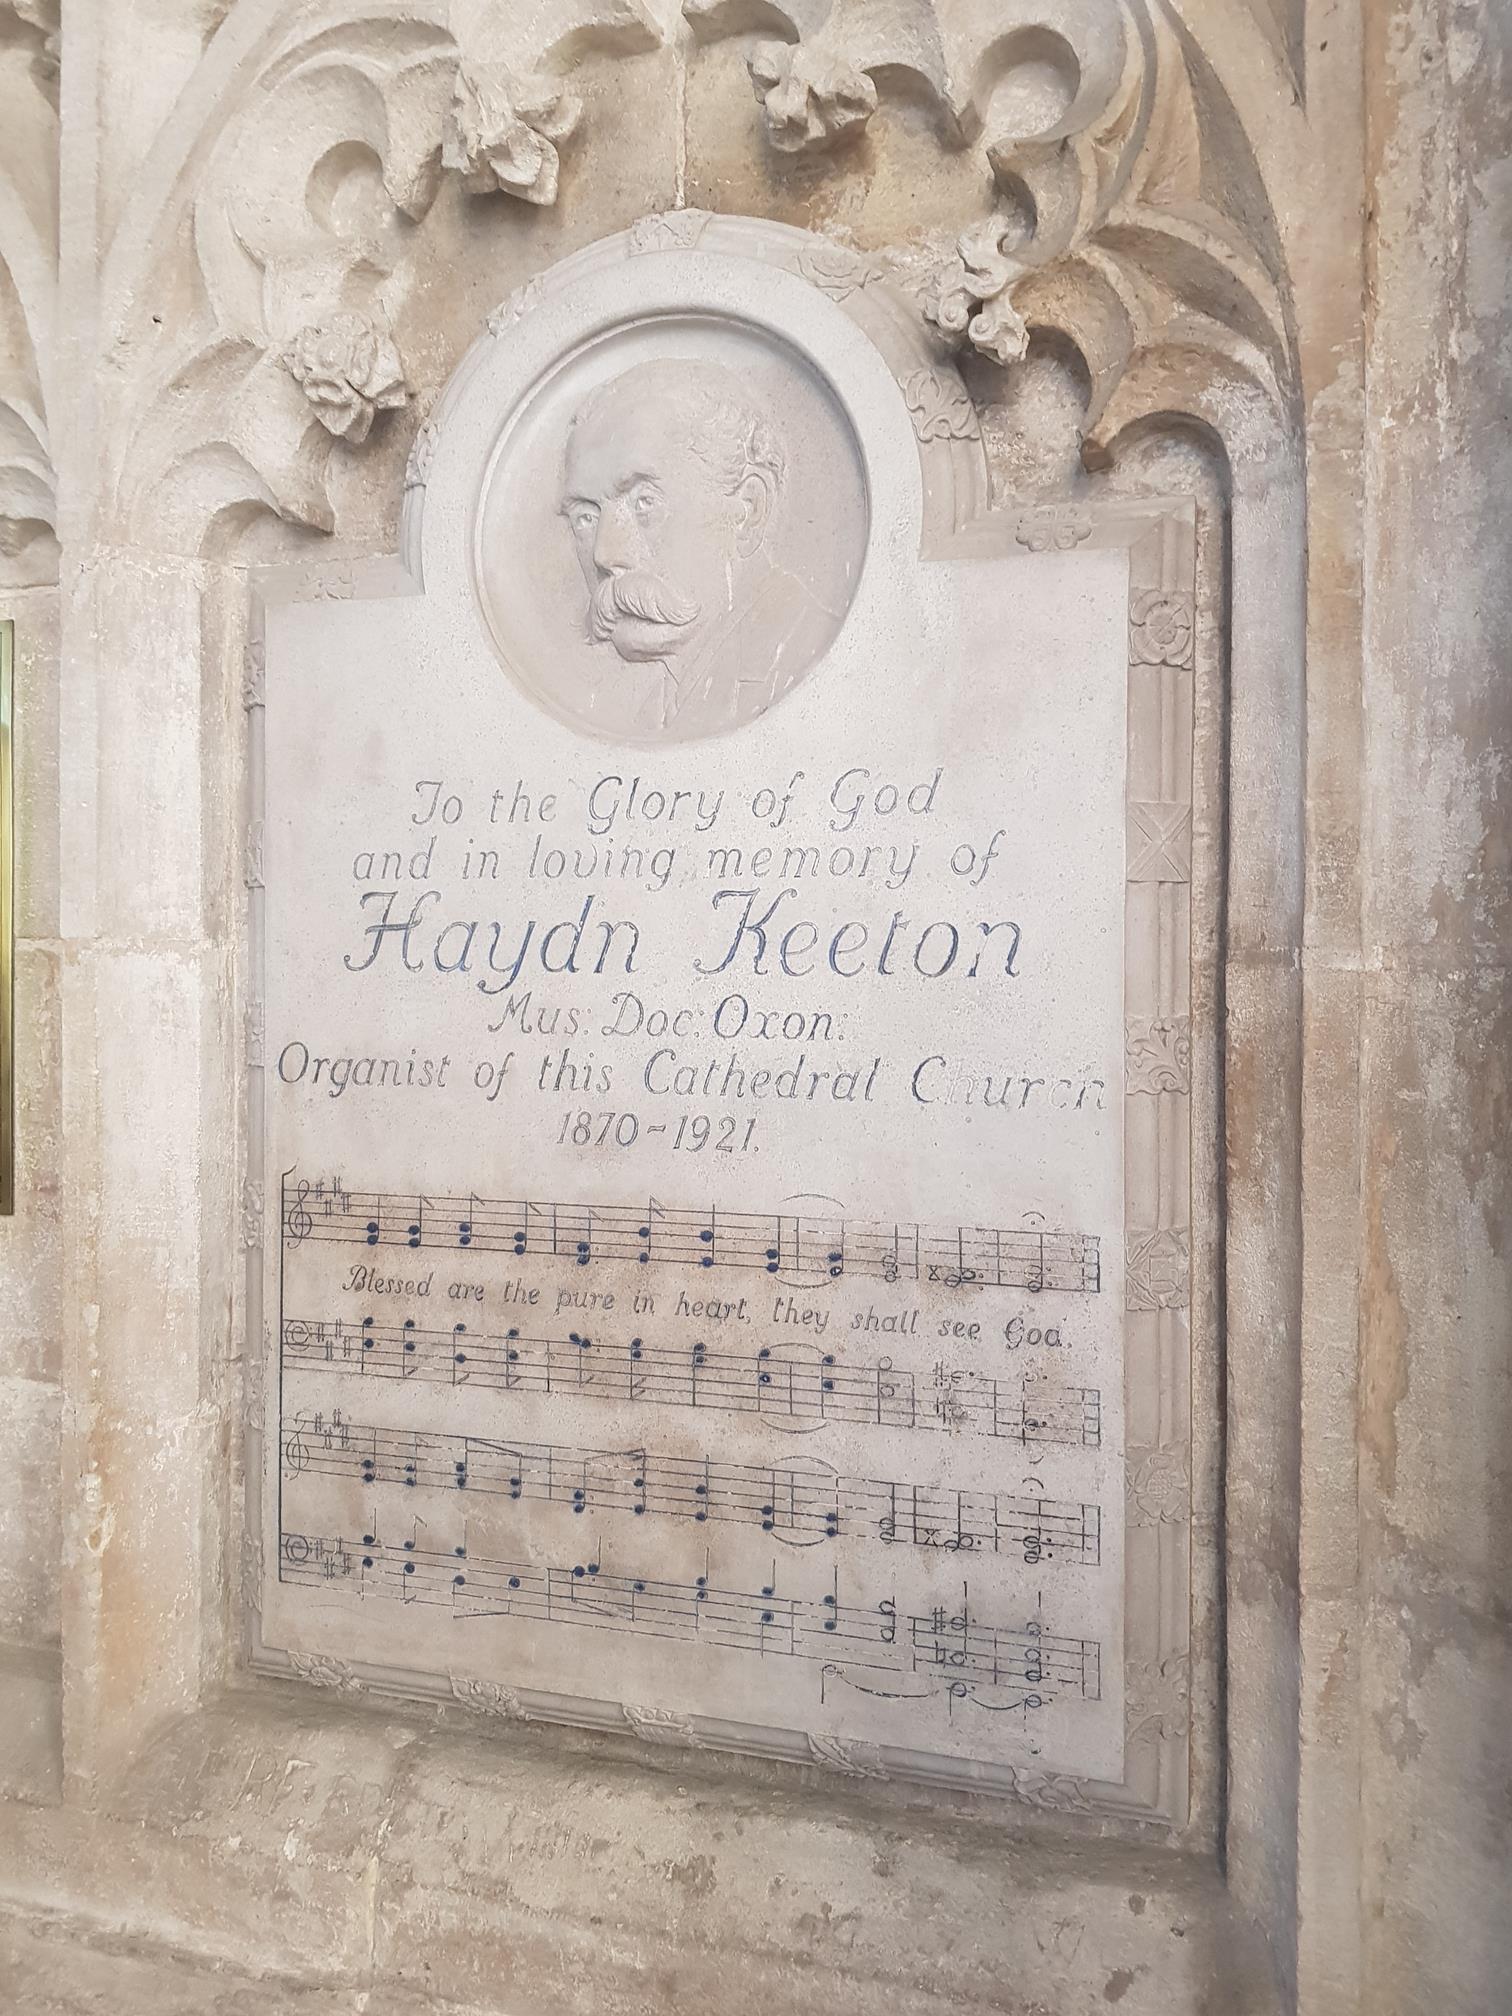 To the Glory of God
and in loving memory of
Haydn Keeton
Mus: Doc: Oxon:
Organist of this Cathedral Church
1870-1921.
Blessed are the pure in heart, they shall see God.